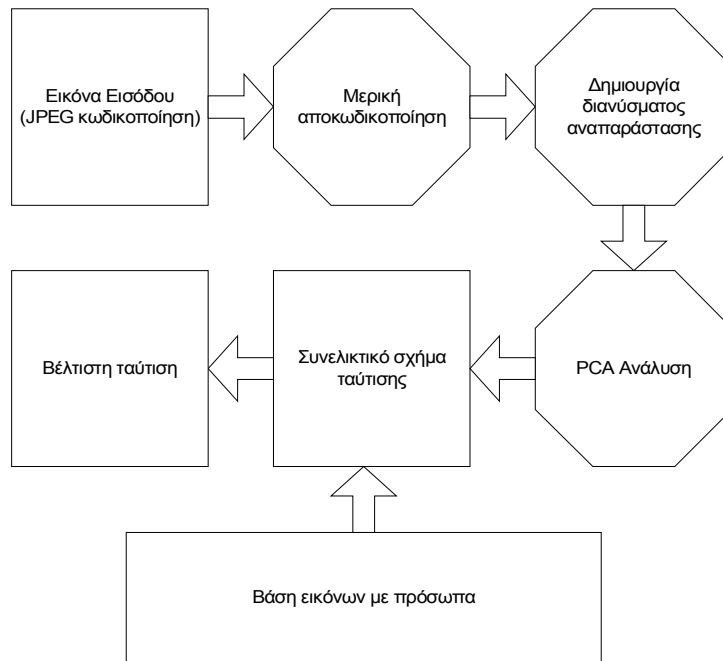 Εικόνα Εισόδου
(JPEG κωδικοποίηση)
Μερική
αποκωδικοποίηση
Δημιουργία
διανύσματος
αναπαράστασης
Βέλτιστη ταύτιση
Συνελικτικό σχήμα
ταύτισης
PCA Ανάλυση
Βάση εικόνων με πρόσωπα